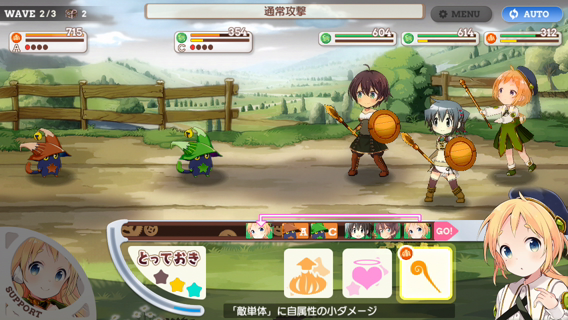 WAVE 2/3 2
通常攻撃
MENU
AUTO
715
A
354
C
604
614
312
A C GO!
とっておき
SUPPORT
「敵単体」に自属性の小ダメージ